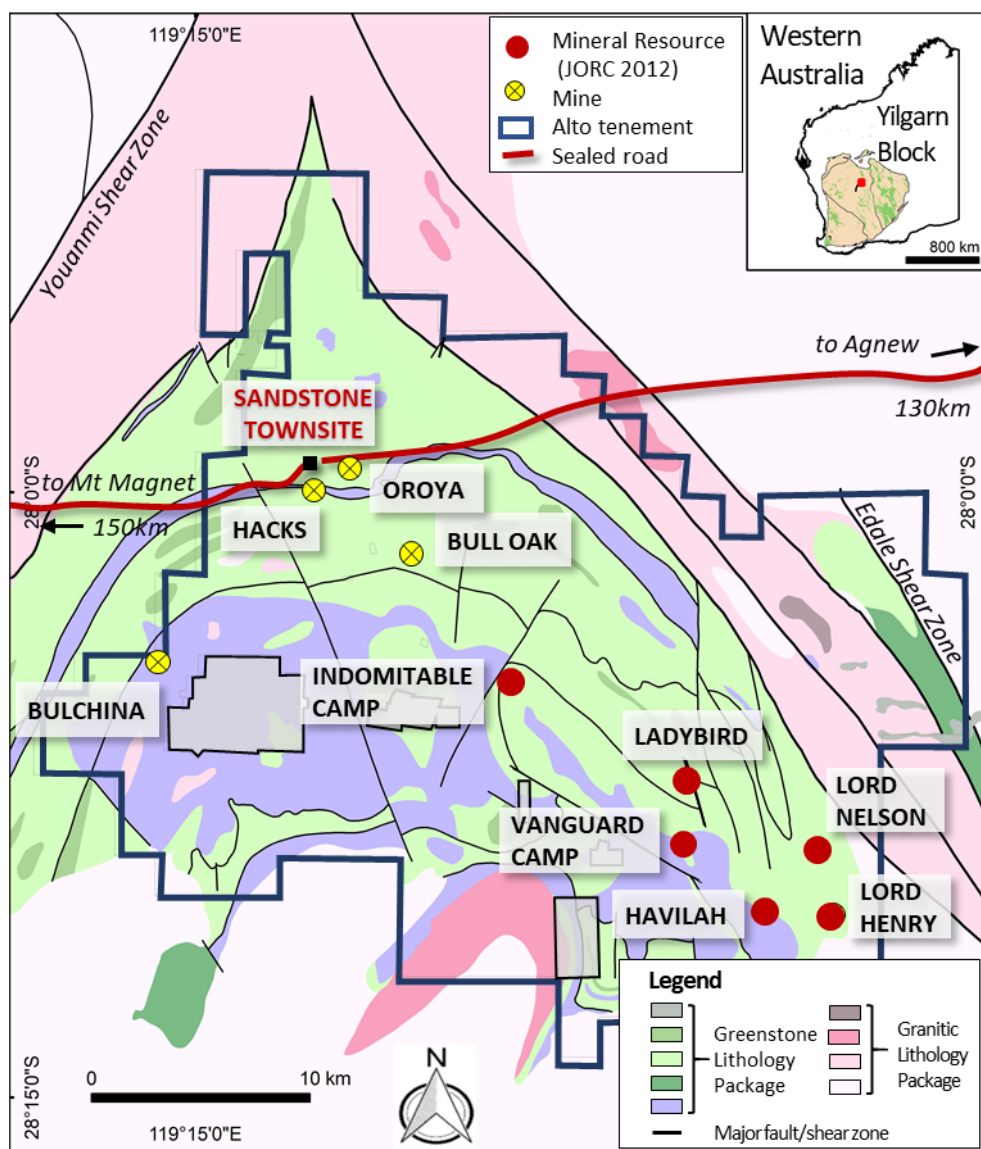 119°15'0"E
Mineral Resource
(JORC 2012)
Mine
Alto tenement
Sealed road
Western
Australia
Yilgarn
Block
800 km
Youanmi Shear Zone
to Agnew
130km
SANDSTONE
TOWNSITE
to Mt Magnet
150km
28°0'0"S
28°0'0"S
OROYA
HACKS
BULL OAK
Edale Shear Zone
INDOMITABLE
CAMP
BULCHINA
LADYBIRD
LORD
NELSON
VANGUARD
CAMP
HAVILAH
LORD
HENRY
Legend
Greenstone
Lithology
Package
Granitic
Lithology
Package
Major fault/shear zone
0
10 km
N
28°15'0"S
119°15'0"E